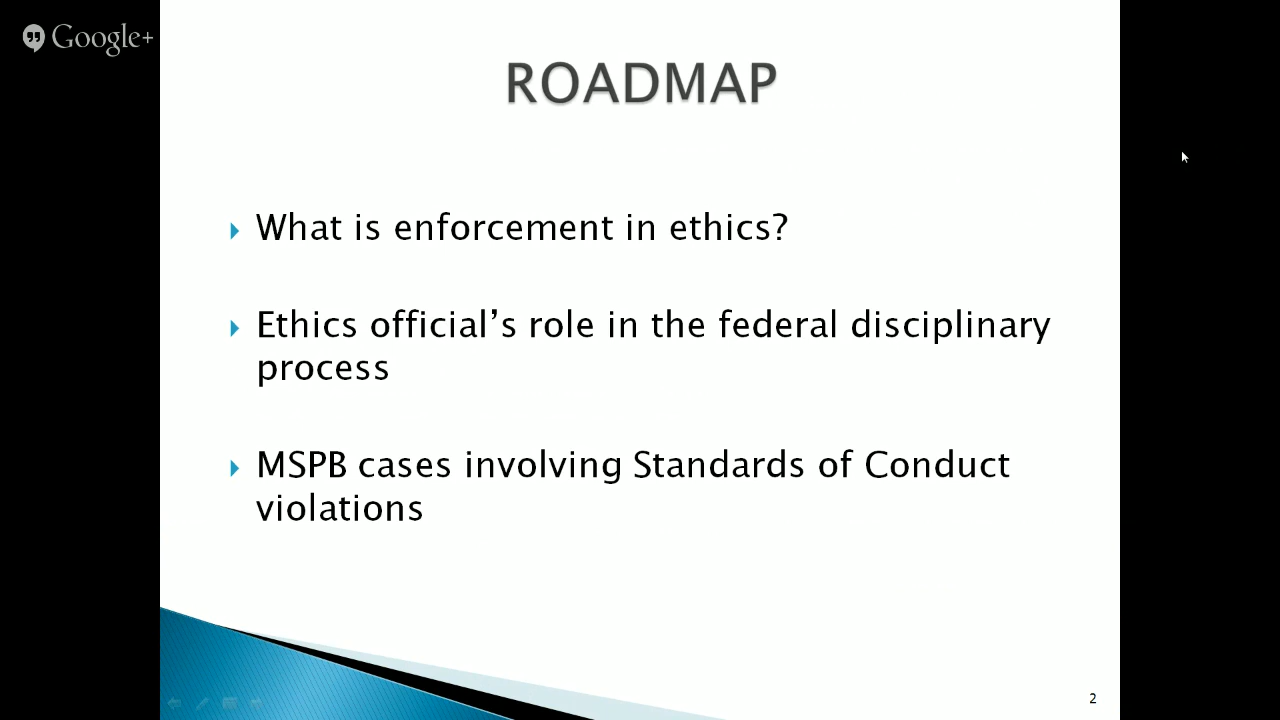 Google+
ROADMAP
What is enforcement in ethics?
Ethics official’s role in the federal disciplinary
process
MSPB cases involving Standards of Conduct
violations
2